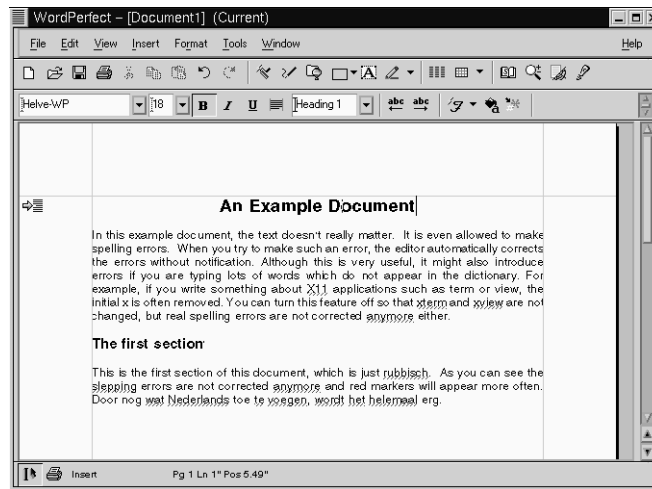 WordPerfect – [Document1] (Current)
File Edit View Insert Format Tools Window Help
Helve-WP 18 B I U Heading 1 abc abc
An Example Document
In this example document, the text doesn't really matter. It is even allowed to make
spelling errors. When you try to make such an error, the editor automatically corrects
the errors without notification. Although this is very useful, it might also introduce
errors if you are typing lots of words which do not appear in the dictionary. For
example, if you write something about X11 applications such as term or view, the
initial x is often removed. You can turn this feature off so that xterm and xview are not
changed, but real spelling errors are not corrected anymore either.
The first section
This is the first section of this document, which is just rubbisch. As you can see the
slepping errors are not corrected anymore and red markers will appear more often.
Door nog wat Nederlands toe te voegen, wordt het helemaal erg.
Insert Pg 1 Ln 1" Pos 5.49"